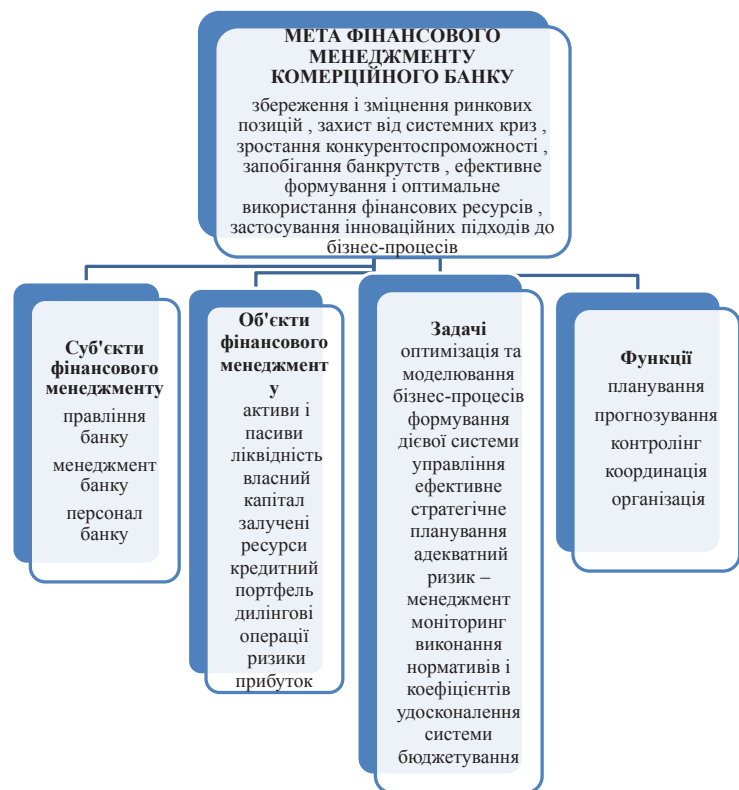 МЕТА ФІНАНСОВОГО
МЕНЕДЖМЕНТУ
КОМЕРЦІЙНОГО БАНКУ
збереження і зміцнення ринкових
позицій , захист від системних криз ,
зростання конкурентоспроможності ,
запобігання банкрутств , ефективне
формування і оптимальне
використання фінансових ресурсів ,
застосування інноваційних підходів до
бізнес-процесів
Суб'єкти
фінансового
менеджменту
правління
банку
менеджмент
банку
персонал
банку
Об'єкти
фінансового
менеджмент
у
активи і
пасиви
ліквідність
власний
капітал
залучені
ресурси
кредитний
портфель
дилінгові
операції
ризики
прибуток
Задачі
оптимізація та
моделювання
бізнес-процесів
формування
дієвої системи
управління
ефективне
стратегічне
планування
адекватний
ризик –
менеджмент
моніторинг
виконання
нормативів і
коефіцієнтів
удосконалення
системи
бюджетування
Функції
планування
прогнозування
контролінг
координація
організація